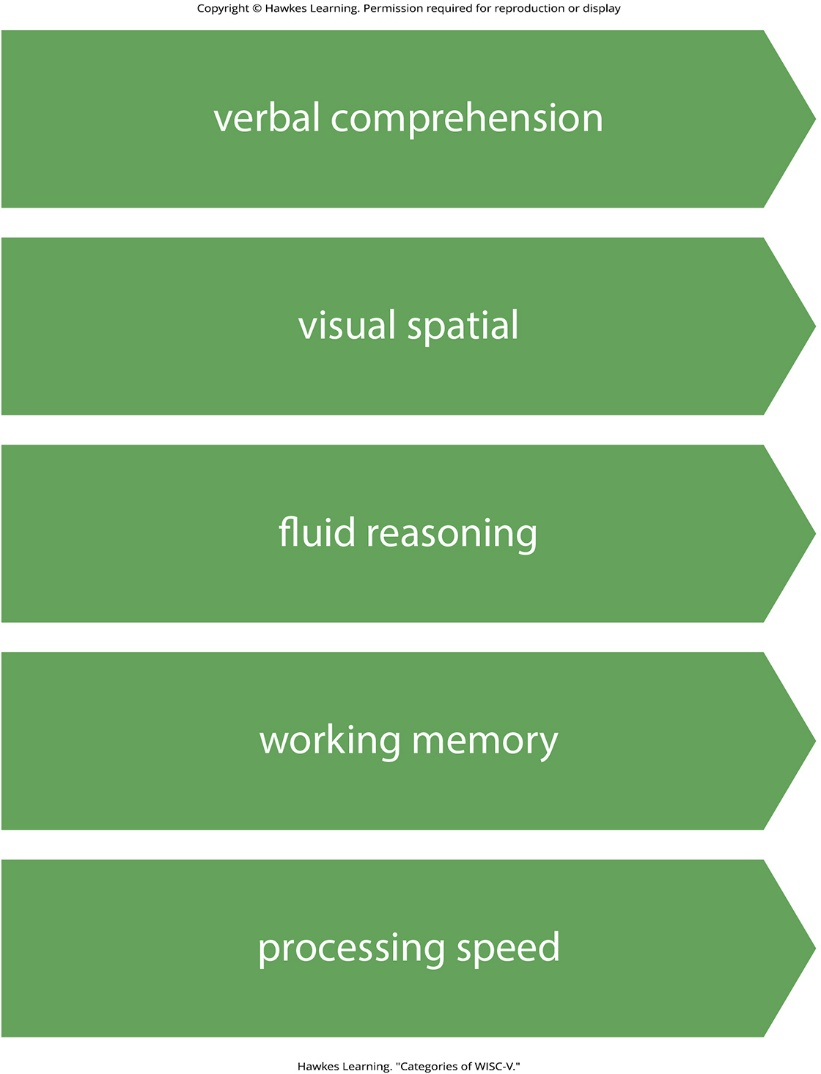 Copyright © Hawkes Learning. Permission required for reproduction or display
verbal comprehension
visual spatial
fluid reasoning
working memory
processing speed
Hawkes Learning. "Categories of WISC-V."